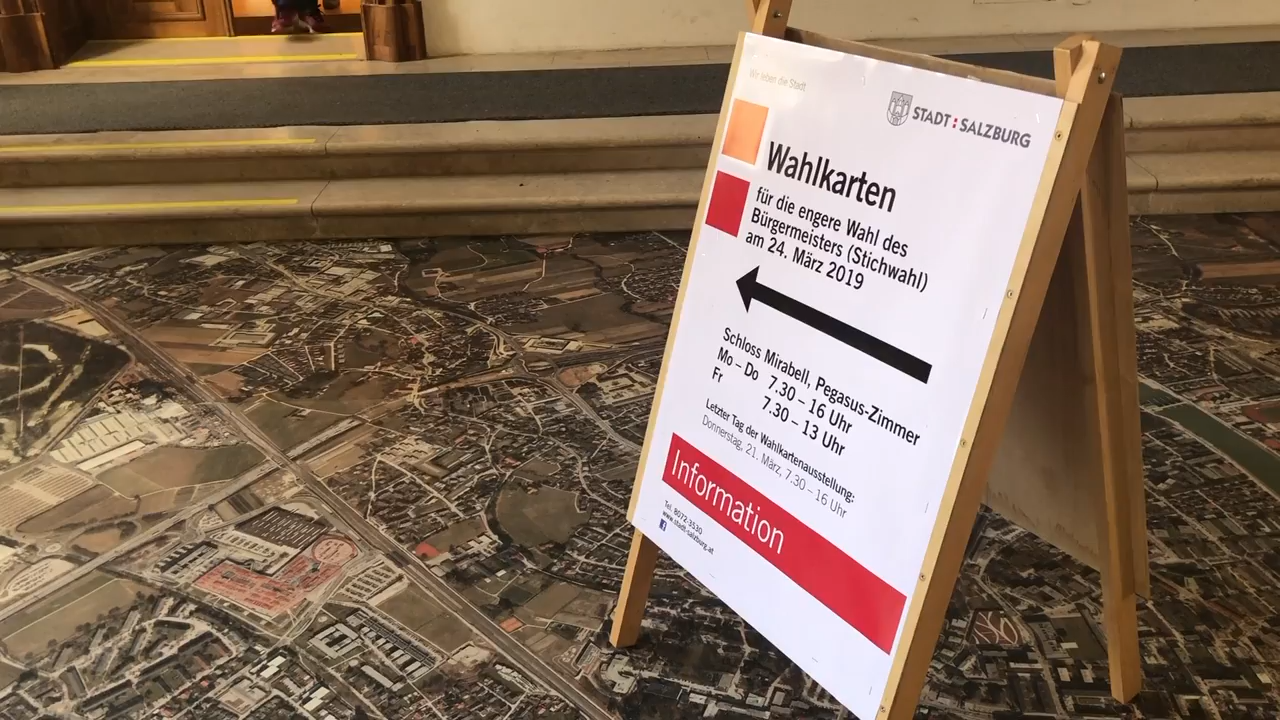 Wir leben die Stadt
STADT : SALZBURG
Wahlkarten
für die engere Wahl des
Bürgermeisters (Stichwahl)
am 24. März 2019
Schloss Mirabell, Pegasus-Zimmer
Mo – Do 7.30 – 16 Uhr
Fr 7.30 – 13 Uhr
Letzter Tag der Wahlkartenausstellung:
Donnerstag, 21. März, 7.30 – 16 Uhr
Information
Tel. 8072-3530
www.stadt-salzburg.at